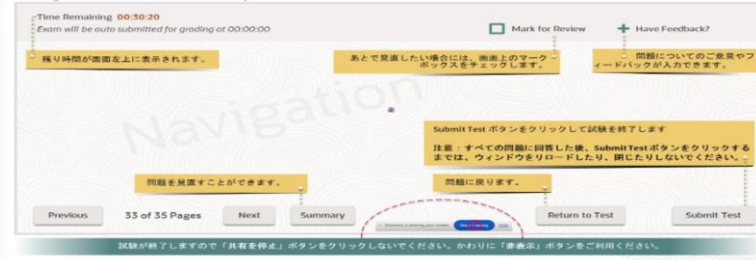 Time Remaining 00:30:20
Exam will be auto submitted for grading at 00:00:00
Mark for Review
Have Feedback?
残り時間が画面左上に表示されます。
あとで見直したい場合には、画面上のマーク
ボックスをチェックします。
問題についてのご意見やフ
ィードバックが入力できます。
Navigation
Submit Test ボタンをクリックして試験を終了します
注意：すべての問題に回答した後、Submit Test ボタンをクリックする
までは、ウィンドウをリロードしたり、閉じたりしないでください。
問題を見直すことができます。
問題に戻ります。
Previous
33 of 35 Pages
Next
Summary
Return to Test
Submit Test
試験が終了しますので「共有を停止」ボタンをクリックしないでください。かわりに「非表示」ボタンをご利用ください。